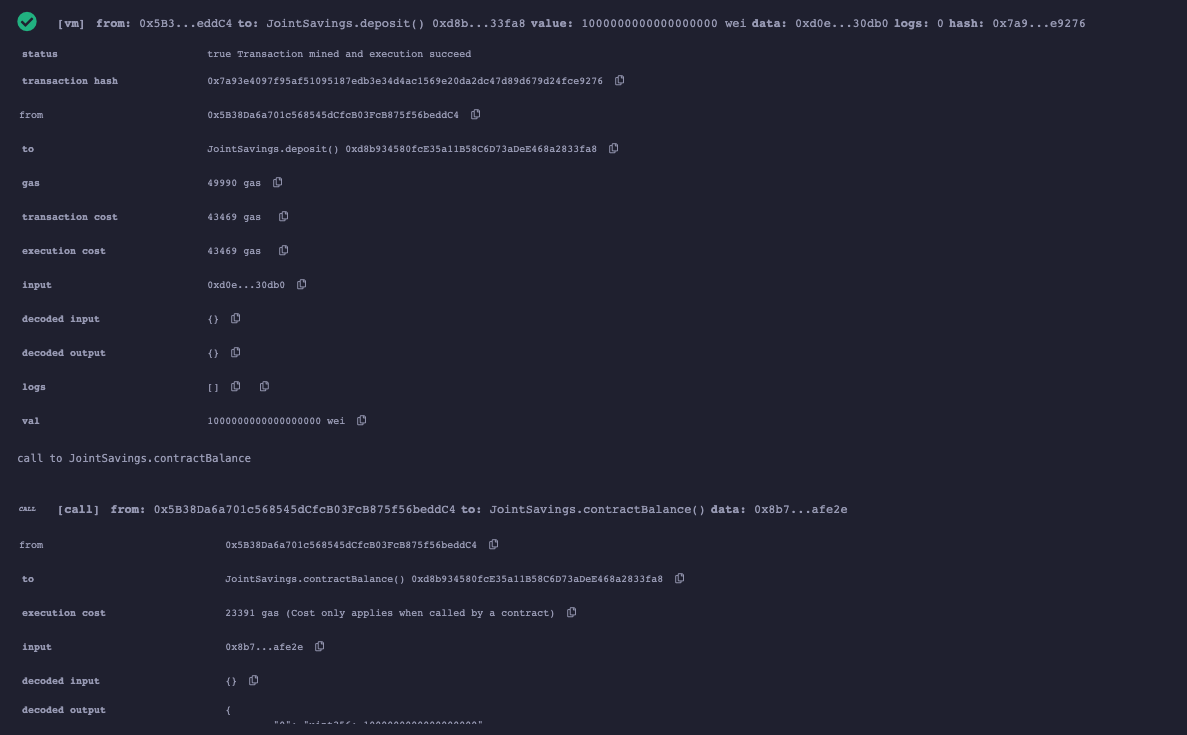 [vm] from: 0x5B3...eddC4 to: JointSavings.deposit() 0xd8b...33fa8 value: 1000000000000000000 wei data: 0xd0e...30db0 logs: 0 hash: 0x7a9...e9276
status true Transaction mined and execution succeed
transaction hash 0x7a93e4097f95af51095187edb3e34d4ac1569e20da2dc47d89d679d24fce9276
from 0x5B38Da6a701c568545dCfcB03FcB875f56beddC4
to JointSavings.deposit() 0xd8b934580fcE35a11B58C6D73aDeE468a2833fa8
gas 49990 gas
transaction cost 43469 gas
execution cost 43469 gas
input 0xd0e...30db0
decoded input {}
decoded output {}
logs []
val 1000000000000000000 wei
call to JointSavings.contractBalance
CALL [call] from: 0x5B38Da6a701c568545dCfcB03FcB875f56beddC4 to: JointSavings.contractBalance() data: 0x8b7...afe2e
from 0x5B38Da6a701c568545dCfcB03FcB875f56beddC4
to JointSavings.contractBalance() 0xd8b934580fcE35a11B58C6D73aDeE468a2833fa8
execution cost 23391 gas (Cost only applies when called by a contract)
input 0x8b7...afe2e
decoded input {}
decoded output {
"0": "uint256: 1000000000000000000"